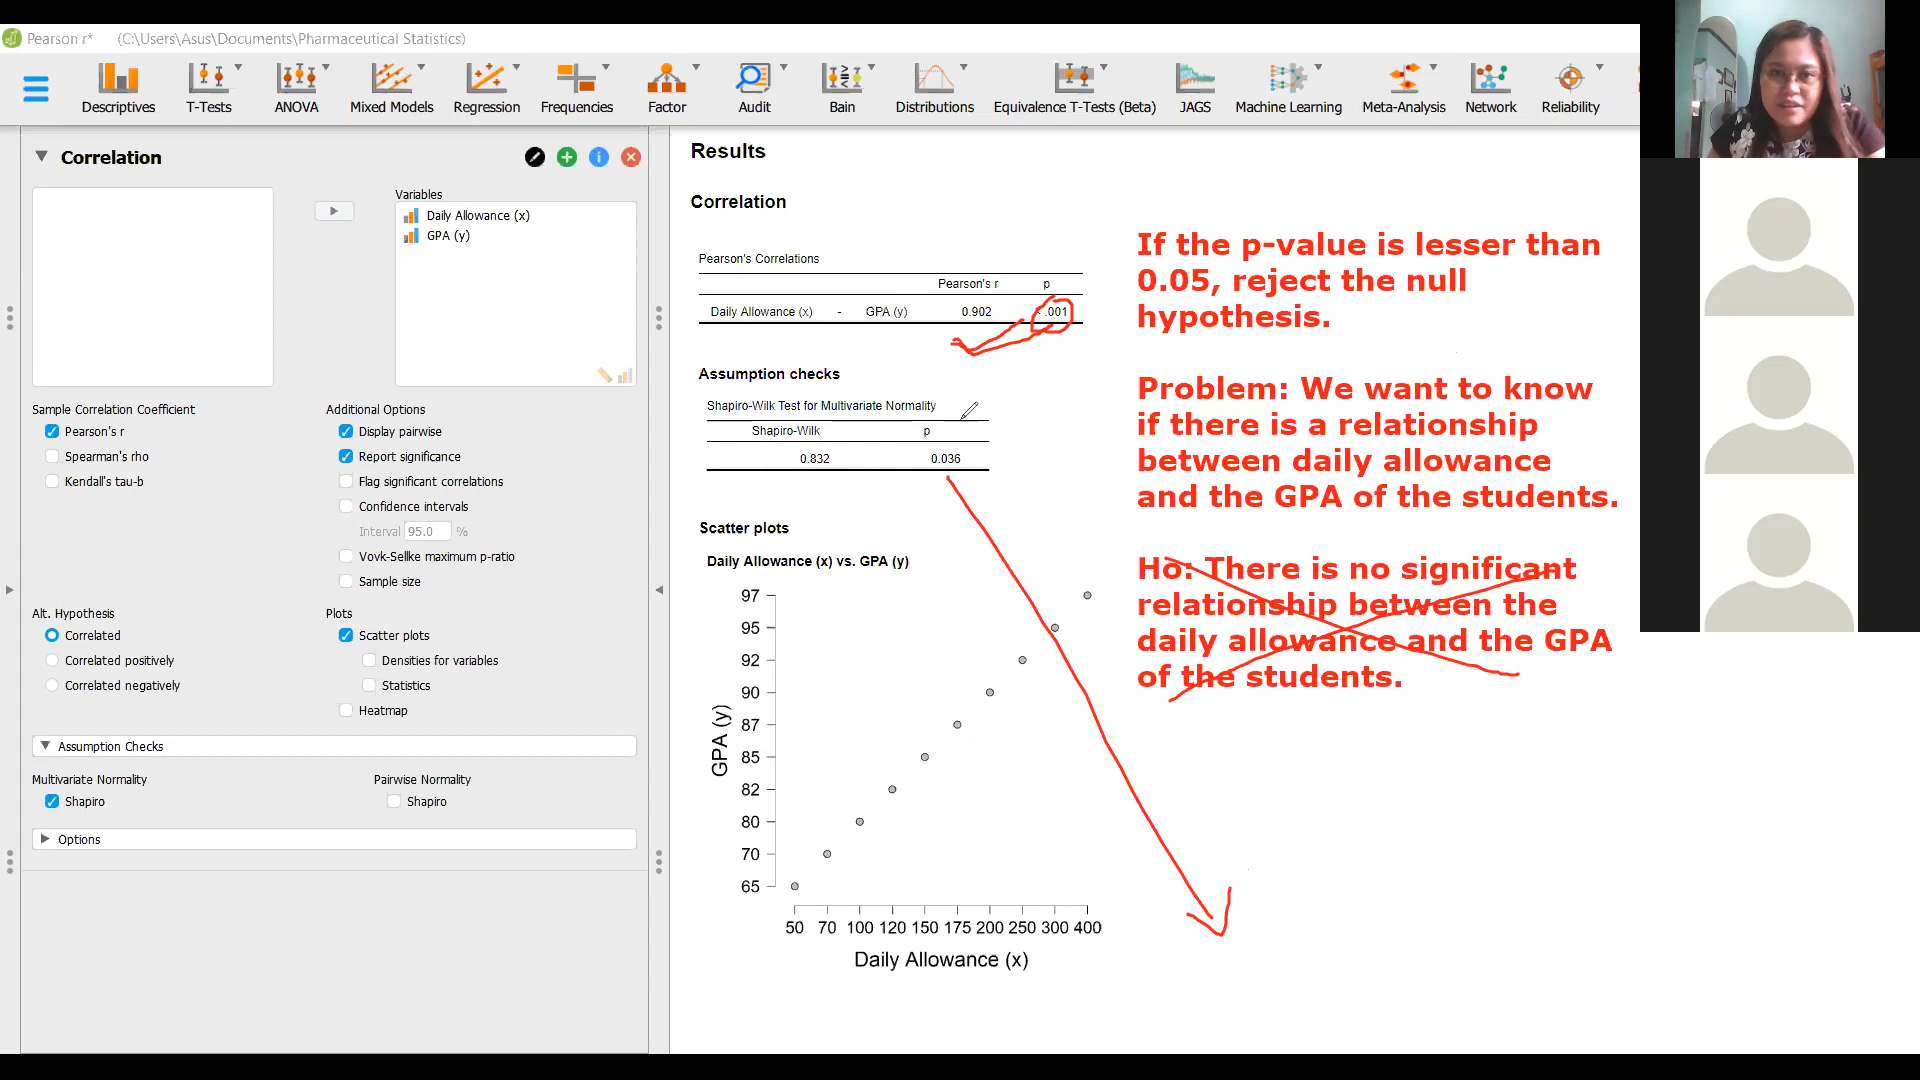 Pearson r* (C:\Users\Asus\Documents\Pharmaceutical Statistics)
Descriptives T-Tests ANOVA Mixed Models Regression Frequencies Factor Audit Bain Distributions Equivalence T-Tests (Beta) JAGS Machine Learning Meta-Analysis Network Reliability
Correlation
Variables
Daily Allowance (x)
GPA (y)
Sample Correlation Coefficient
Pearson's r
Spearman's rho
Kendall's tau-b
Additional Options
Display pairwise
Report significance
Flag significant correlations
Confidence intervals
Interval 95.0 %
Vovk-Sellke maximum p-ratio
Sample size
Alt. Hypothesis
Correlated
Correlated positively
Correlated negatively
Plots
Scatter plots
Densities for variables
Statistics
Heatmap
Assumption Checks
Multivariate Normality
Shapiro
Pairwise Normality
Shapiro
Options
Results
Correlation
Pearson's Correlations
Pearson's r p
Daily Allowance (x) - GPA (y) 0.902 < .001
Assumption checks
Shapiro-Wilk Test for Multivariate Normality
Shapiro-Wilk p
0.832 0.036
Scatter plots
Daily Allowance (x) vs. GPA (y)
97
95
92
90
87
85
82
80
70
65
GPA (y)
50 70 100 120 150 175 200 250 300 400
Daily Allowance (x)
If the p-value is lesser than
0.05, reject the null
hypothesis.
Problem: We want to know
if there is a relationship
between daily allowance
and the GPA of the students.
Ho: There is no significant
relationship between the
daily allowance and the GPA
of the students.